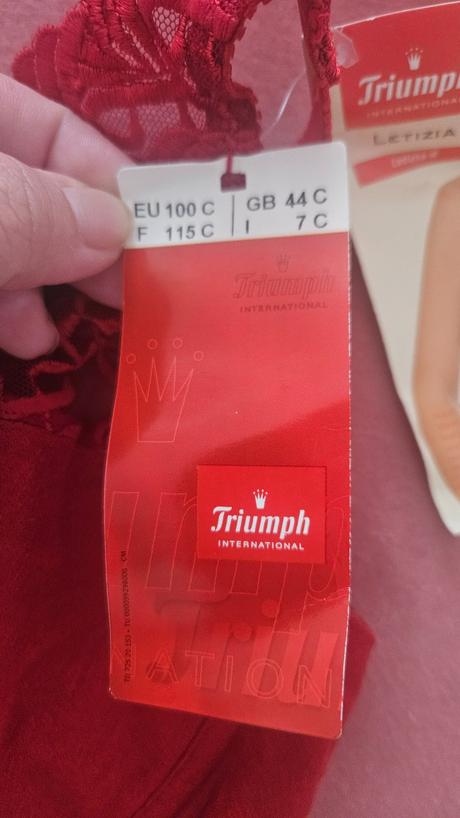 Triumph
INTERNATIONAL
LETIZIA
EU 100 C | GB 44 C
F 115 C | I 7 C
Triumph
INTERNATIONAL
Triumph
INTERNATIONAL
ATION